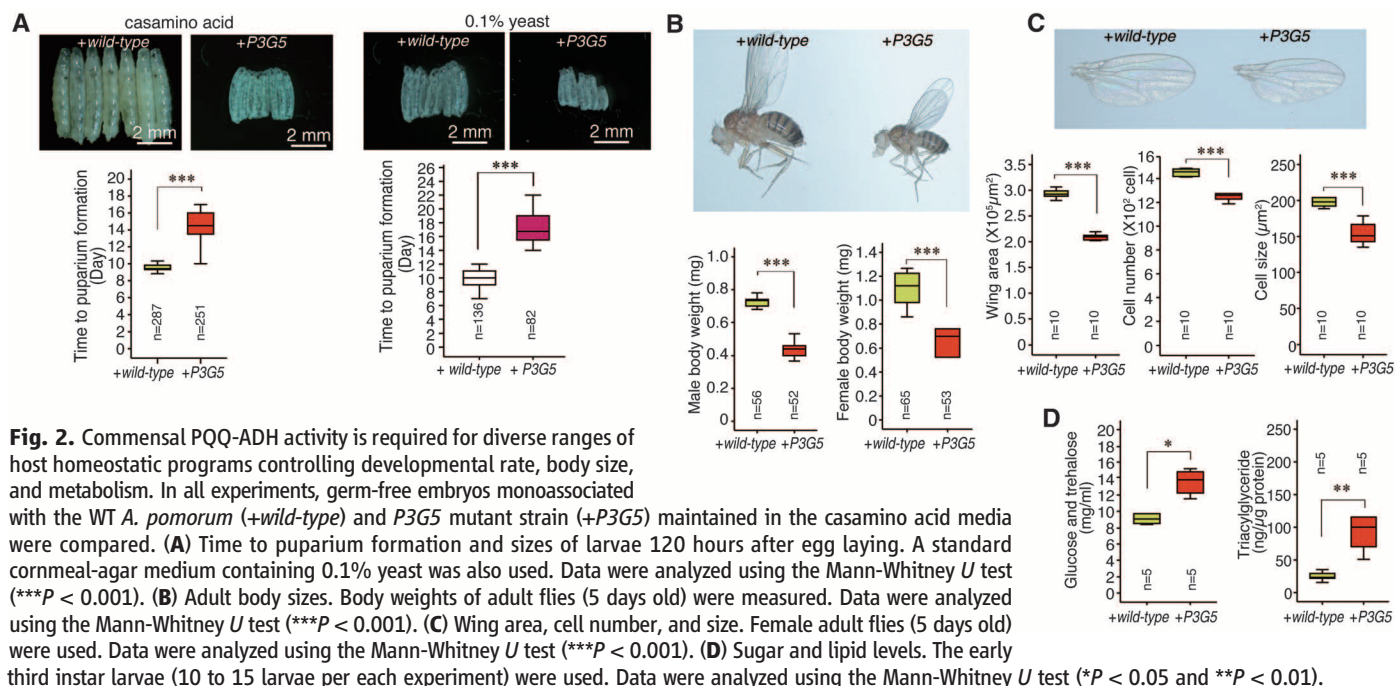 A
casamino acid
0.1% yeast
+wild-type
+P3G5
+wild-type
+P3G5
2 mm
2 mm
2 mm
2 mm
Time to puparium formation
(Day)
20
18
16
14
12
10
8
6
4
2
0
***
n=287
n=251
+wild-type
+P3G5
Time to puparium formation
(Day)
26
24
22
20
18
16
14
12
10
8
6
4
2
0
***
n=136
n=82
+ wild-type
+ P3G5
B
+wild-type
+P3G5
Male body weight (mg)
1.0
0.8
0.6
0.4
0.2
0
***
n=56
n=52
+wild-type
+P3G5
Female body weight (mg)
1.4
1.2
1.0
0.8
0.6
0.4
0.2
0
***
n=65
n=53
+wild-type
+P3G5
C
+wild-type
+P3G5
Wing area (X10⁵μm²)
3.5
3.0
2.5
2.0
1.5
1.0
0.5
0
***
n=10
n=10
+wild-type
+P3G5
Cell number (X10² cell)
16
14
12
10
8
6
4
2
0
***
n=10
n=10
+wild-type
+P3G5
Cell size (μm²)
250
200
150
100
50
0
***
n=10
n=10
+wild-type
+P3G5
D
Glucose and trehalose
(mg/ml)
20
18
16
14
12
10
8
6
4
2
0
*
n=5
n=5
+wild-type
+P3G5
Triacylglyceride
(ng/μg protein)
250
200
150
100
50
0
n=5
n=5
**
+wild-type
+P3G5
Fig. 2. Commensal PQQ-ADH activity is required for diverse ranges of
host homeostatic programs controlling developmental rate, body size,
and metabolism. In all experiments, germ-free embryos monoassociated
with the WT A. pomorum (+wild-type) and P3G5 mutant strain (+P3G5) maintained in the casamino acid media
were compared. (A) Time to puparium formation and sizes of larvae 120 hours after egg laying. A standard
cornmeal-agar medium containing 0.1% yeast was also used. Data were analyzed using the Mann-Whitney U test
(***P < 0.001). (B) Adult body sizes. Body weights of adult flies (5 days old) were measured. Data were analyzed
using the Mann-Whitney U test (***P < 0.001). (C) Wing area, cell number, and size. Female adult flies (5 days old)
were used. Data were analyzed using the Mann-Whitney U test (***P < 0.001). (D) Sugar and lipid levels. The early
third instar larvae (10 to 15 larvae per each experiment) were used. Data were analyzed using the Mann-Whitney U test (*P < 0.05 and **P < 0.01).